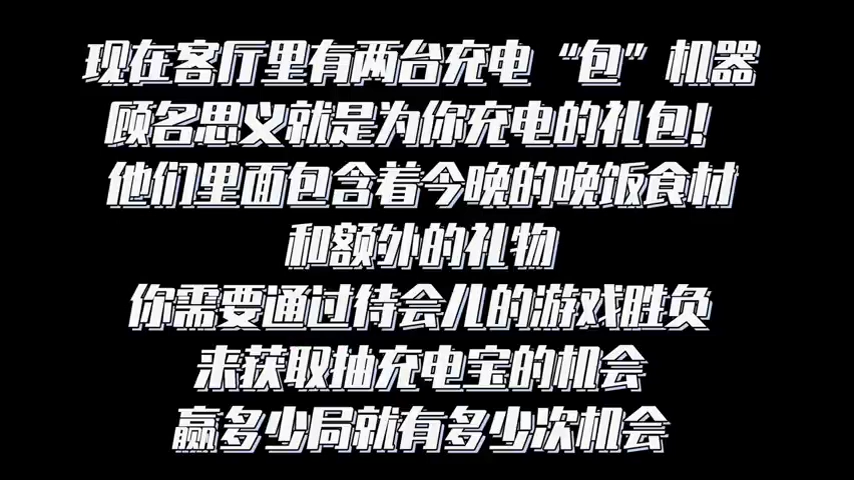 现在客厅里有两台充电“包”机器
顾名思义就是为你充电的礼包！
他们里面包含着今晚的晚饭食材
和额外的礼物
你需要通过待会儿的游戏胜负
来获取抽充电宝的机会
赢多少局就有多少次机会